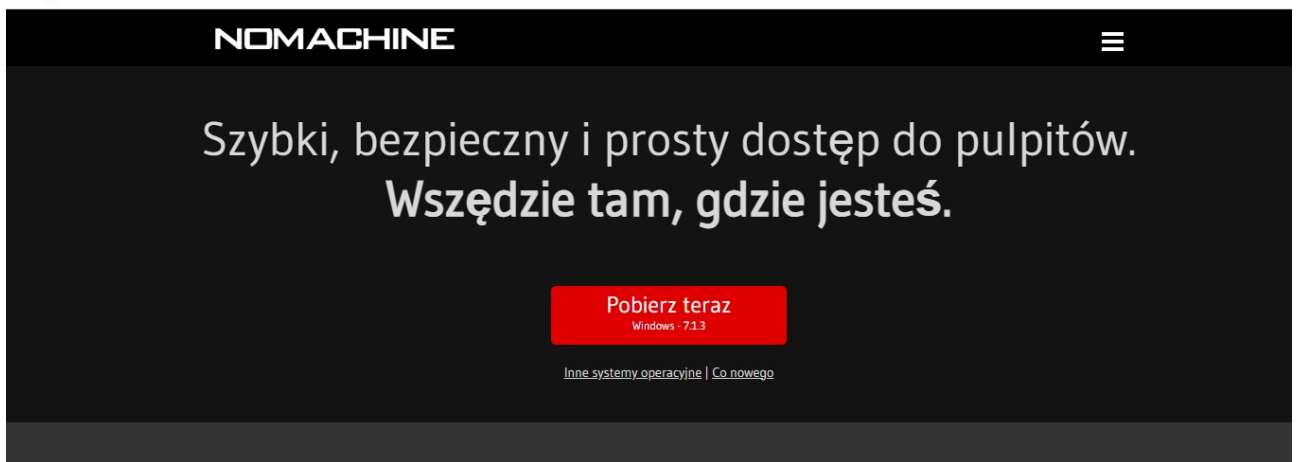 NOMACHINE
Szybki, bezpieczny i prosty dostęp do pulpitów.
Wszędzie tam, gdzie jesteś.
Pobierz teraz
Windows - 7.1.3
Inne systemy operacyjne | Co nowego